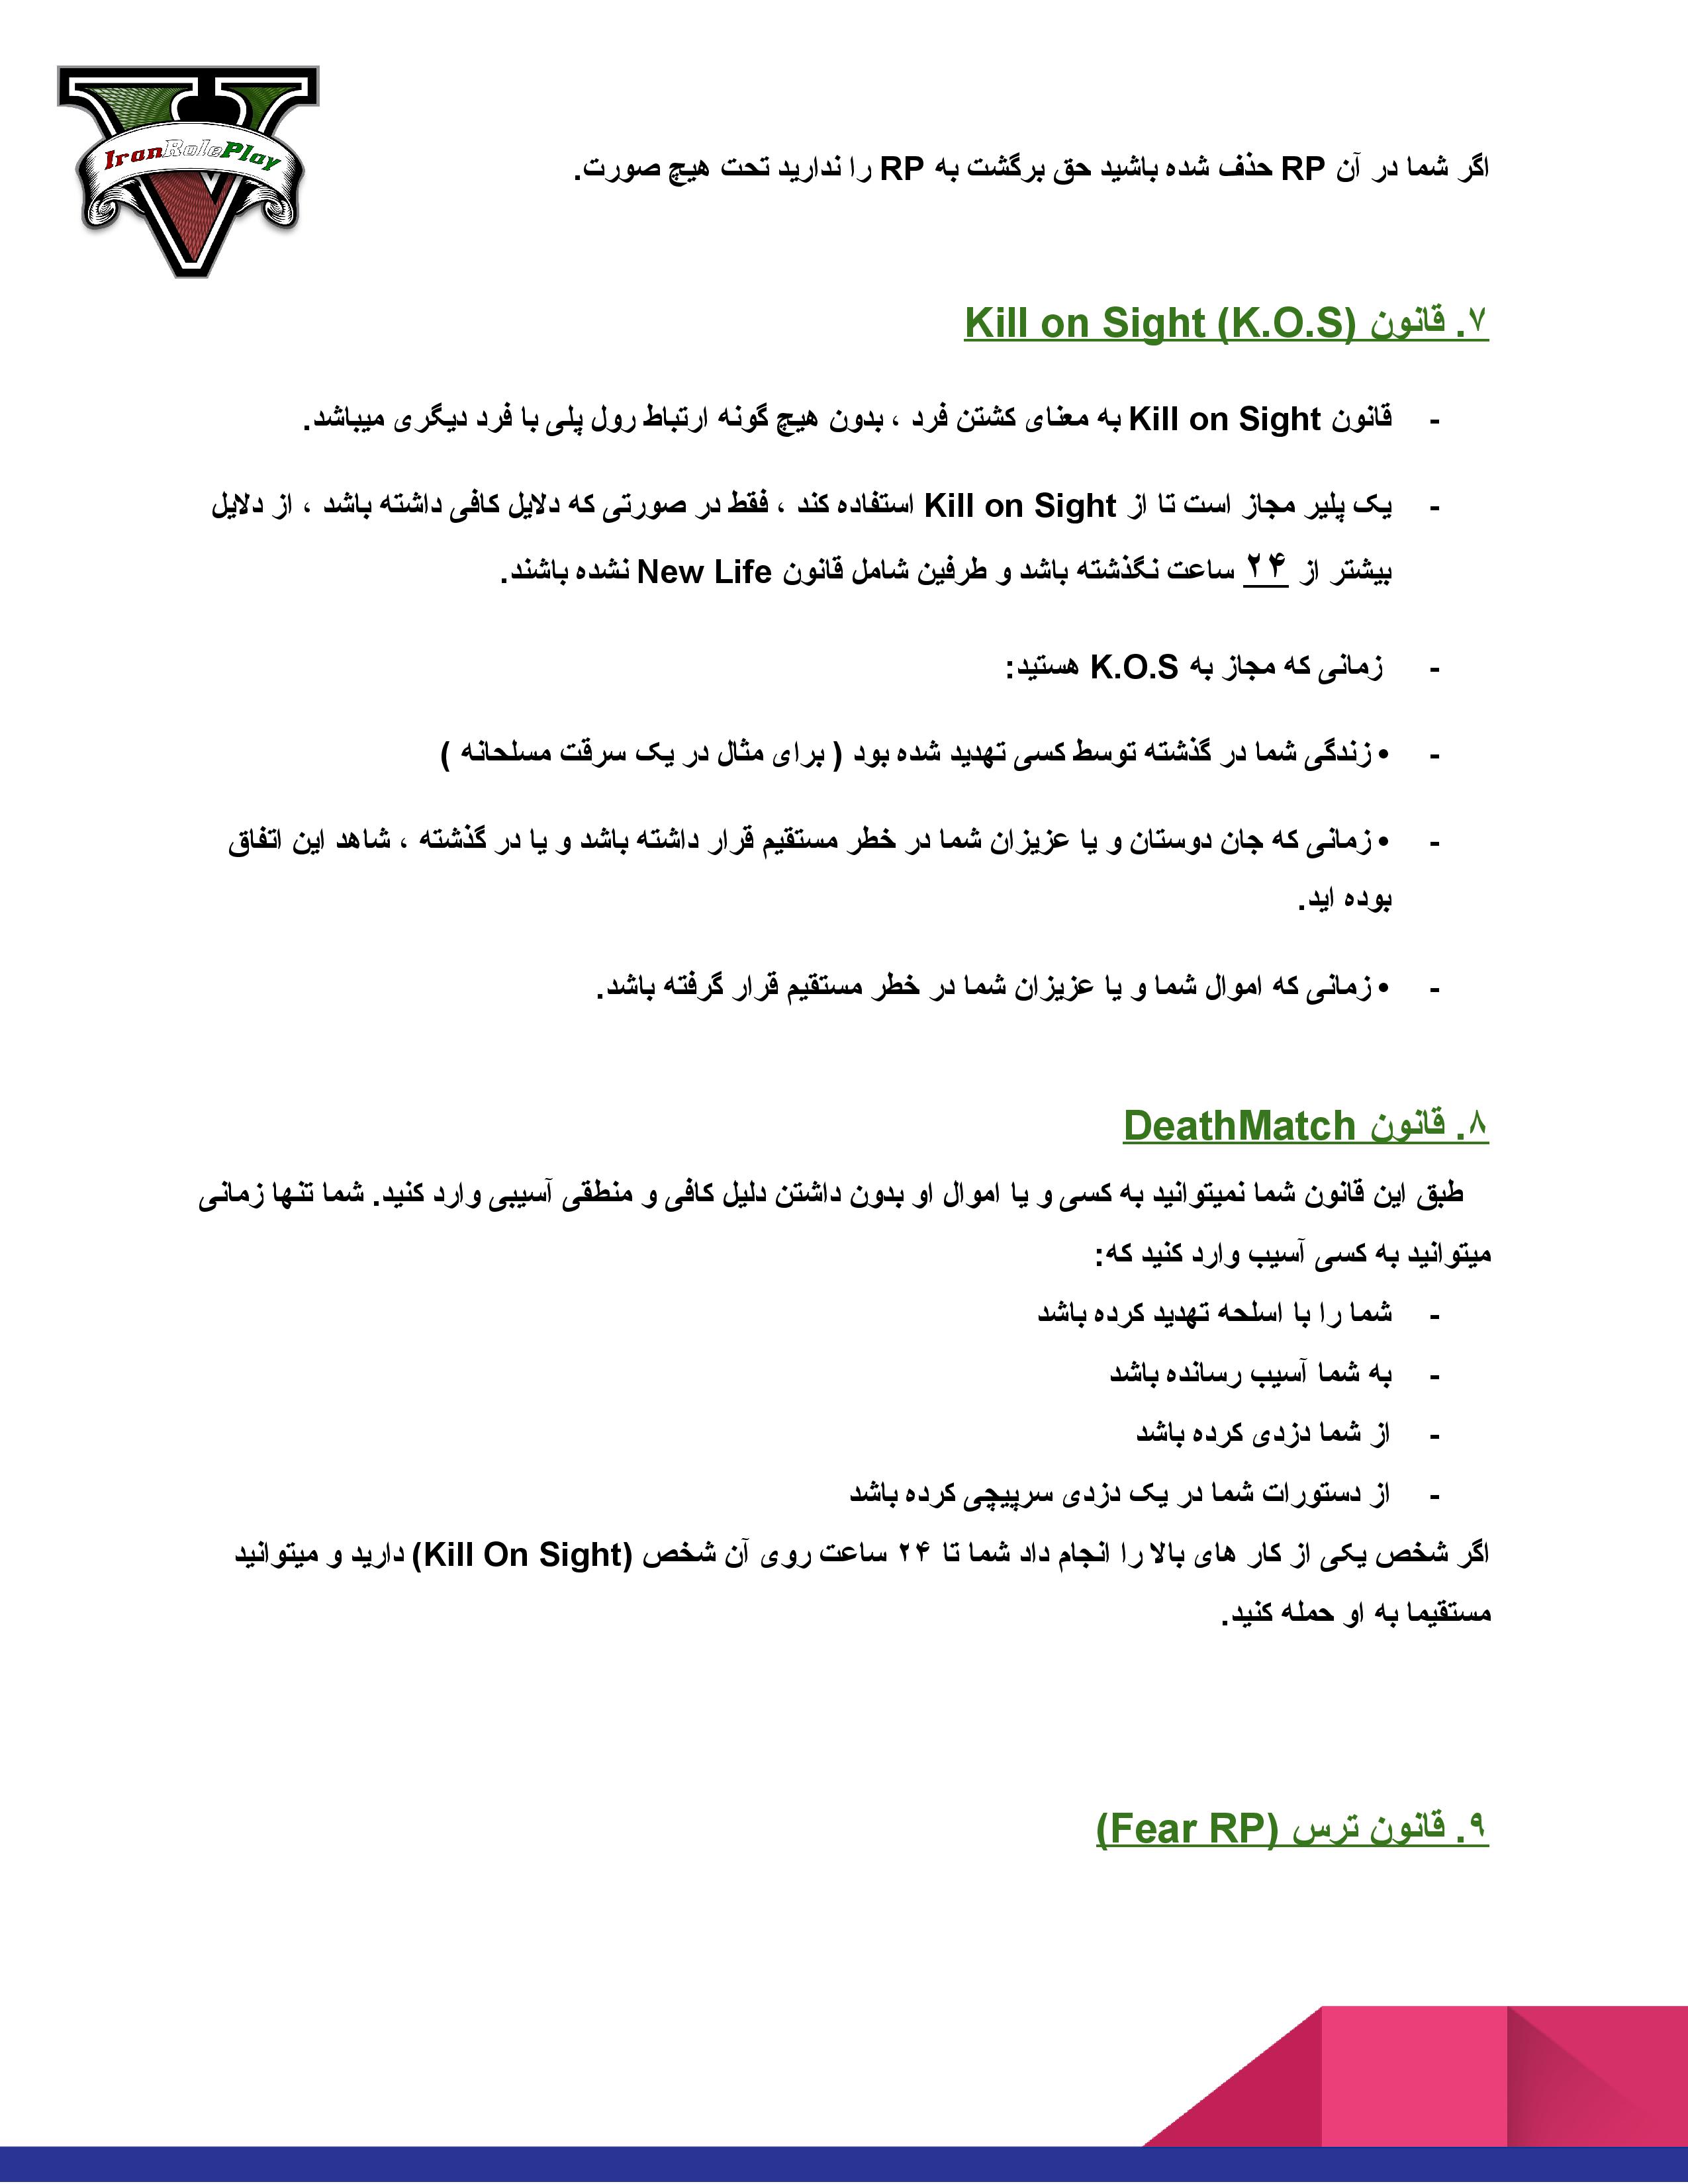 IranRolePlay
اگر شما در آن RP حذف شده باشید حق برگشت به RP را ندارید تحت هیچ صورت.
۷. قانون Kill on Sight (K.O.S)
- قانون Kill on Sight به معنای کشتن فرد ، بدون هیچ گونه ارتباط رول پلی با فرد دیگری میباشد.
- یک پلیر مجاز است تا از Kill on Sight استفاده کند ، فقط در صورتی که دلایل کافی داشته باشد ، از دلایل
بیشتر از ۲۴ ساعت نگذشته باشد و طرفین شامل قانون New Life نشده باشند.
- زمانی که مجاز به K.O.S هستید:
- • زندگی شما در گذشته توسط کسی تهدید شده بود ( برای مثال در یک سرقت مسلحانه )
- • زمانی که جان دوستان و یا عزیزان شما در خطر مستقیم قرار داشته باشد و یا در گذشته ، شاهد این اتفاق
بوده اید.
- • زمانی که اموال شما و یا عزیزان شما در خطر مستقیم قرار گرفته باشد.
۸. قانون DeathMatch
طبق این قانون شما نمیتوانید به کسی و یا اموال او بدون داشتن دلیل کافی و منطقی آسیبی وارد کنید. شما تنها زمانی
میتوانید به کسی آسیب وارد کنید که:
- شما را با اسلحه تهدید کرده باشد
- به شما آسیب رسانده باشد
- از شما دزدی کرده باشد
- از دستورات شما در یک دزدی سرپیچی کرده باشد
اگر شخص یکی از کار های بالا را انجام داد شما تا ۲۴ ساعت روی آن شخص (Kill On Sight) دارید و میتوانید
مستقیما به او حمله کنید.
۹. قانون ترس (Fear RP)